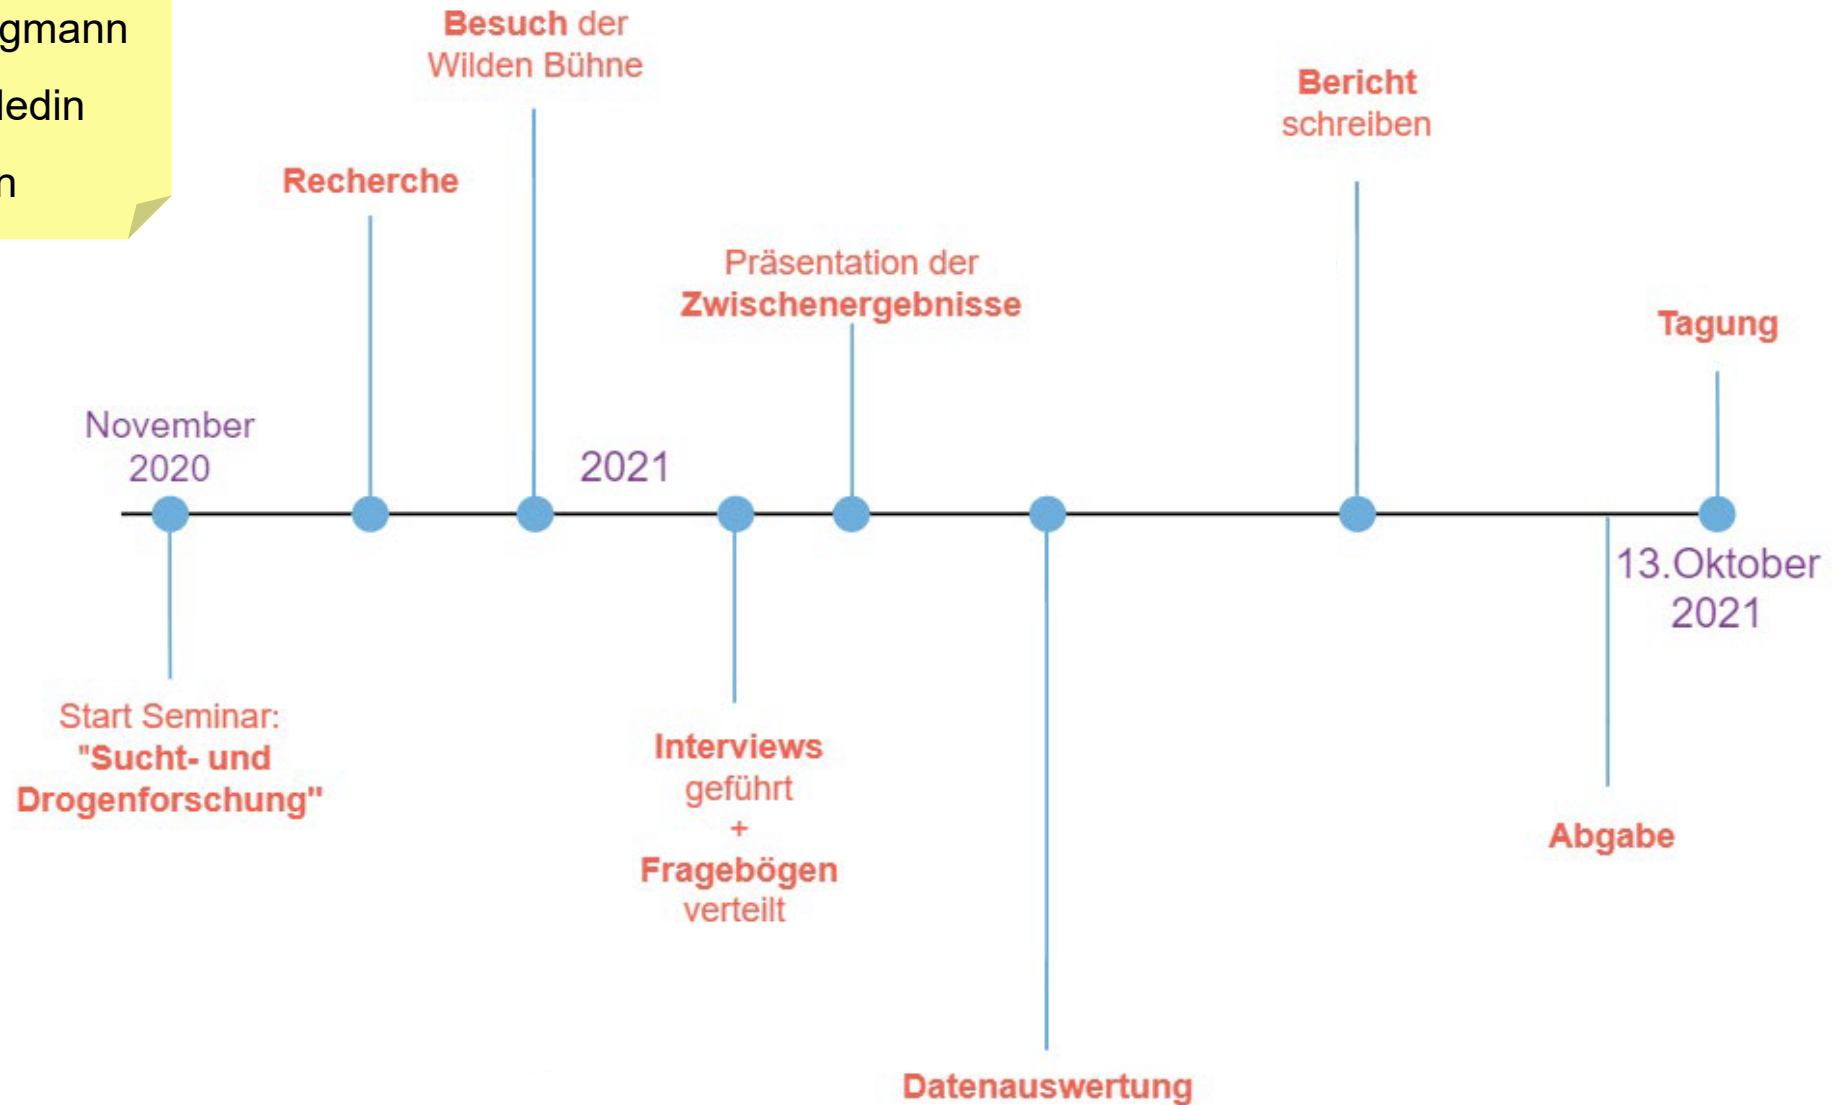 gmann
ledin
n
Besuch der
Wilden Bühne
Bericht
schreiben
Recherche
Präsentation der
Zwischenergebnisse
Tagung
November
2020
2021
13.Oktober
2021
Start Seminar:
"Sucht- und
Drogenforschung"
Interviews
geführt
+
Fragebögen
verteilt
Abgabe
Datenauswertung